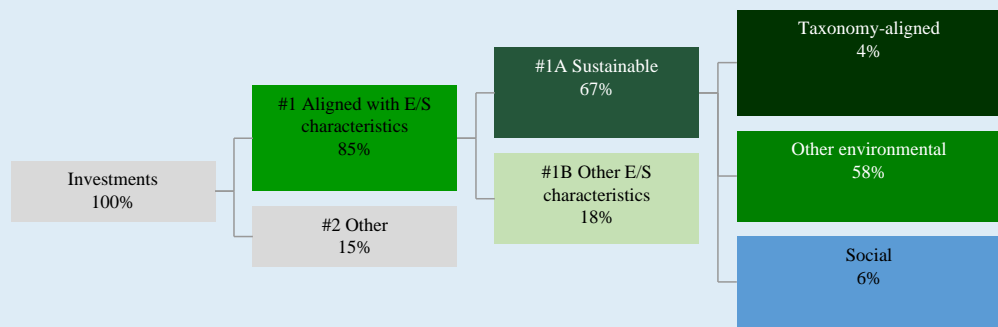 Investments
100%
#1 Aligned with E/S
characteristics
85%
#2 Other
15%
#1A Sustainable
67%
#1B Other E/S
characteristics
18%
Taxonomy-aligned
4%
Other environmental
58%
Social
6%